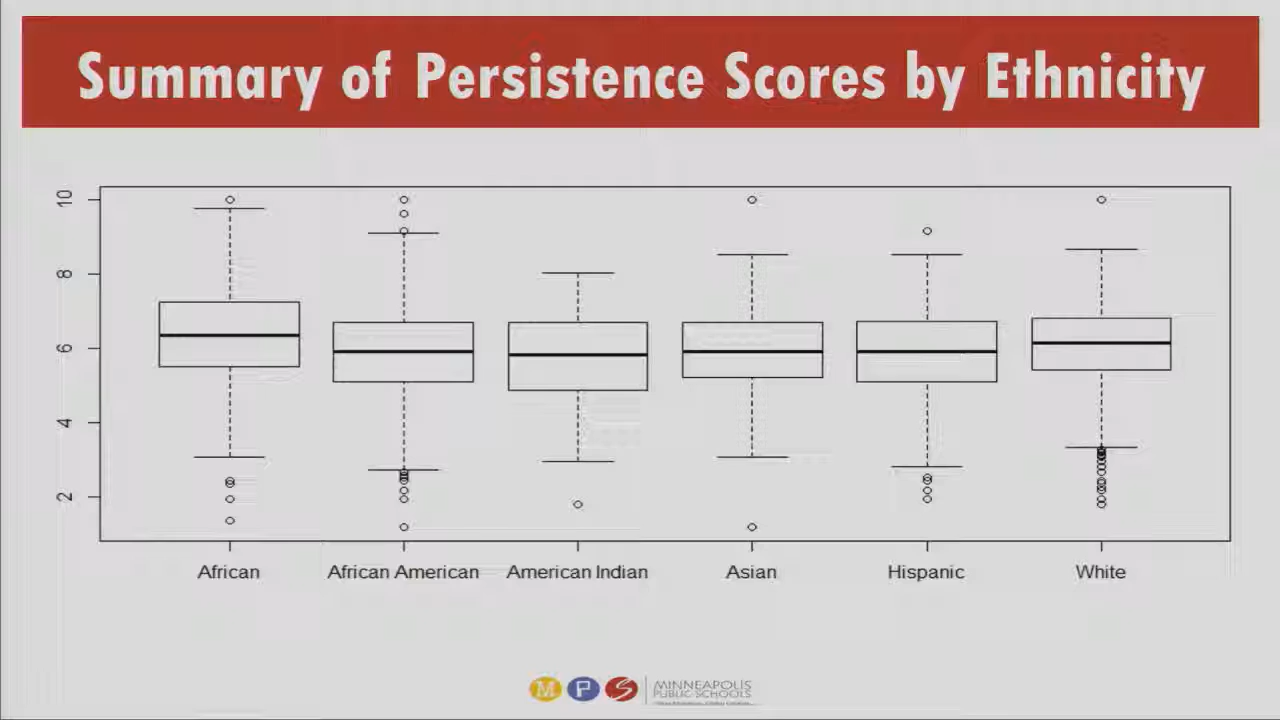 Summary of Persistence Scores by Ethnicity
10
8
6
4
2
African African American American Indian Asian Hispanic White
M P S MINNEAPOLIS
PUBLIC SCHOOLS